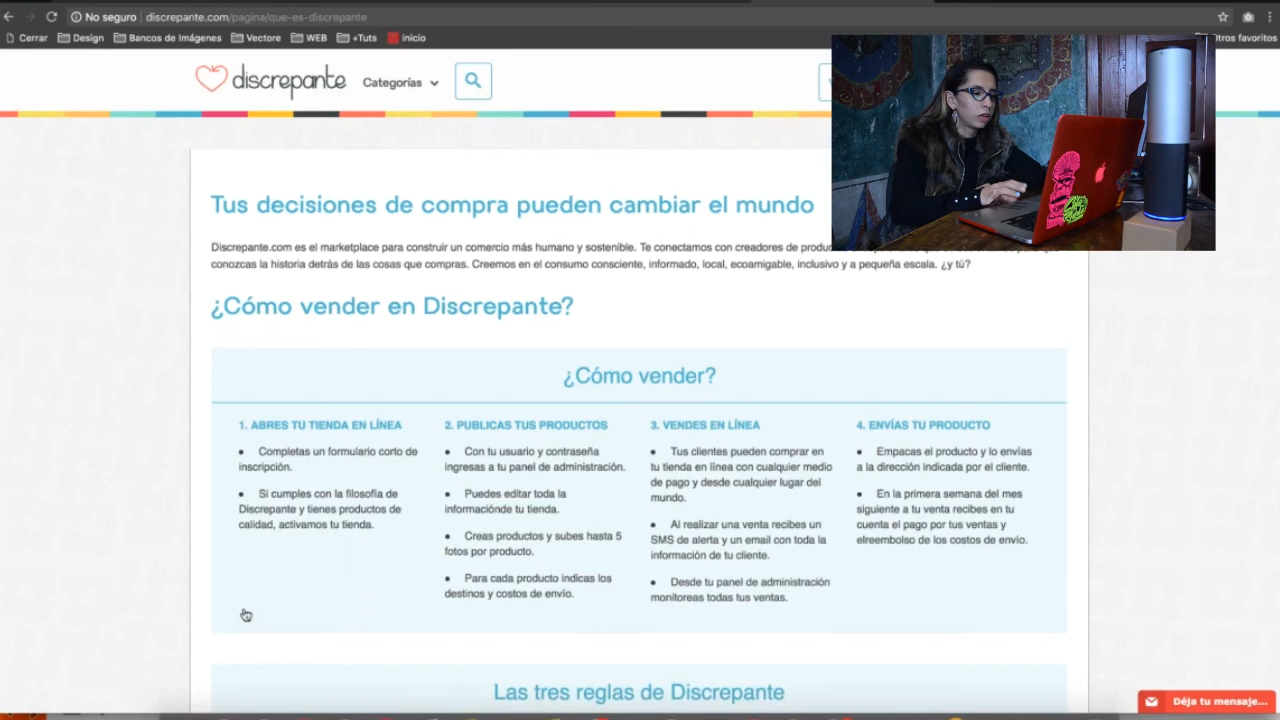 No seguro discrepante.com/pagina/que-es-discrepante
Cerrar Design Bancos de Imágenes Vectore WEB +Tuts Inicio
otros favoritos
discrepante Categorías
Tus decisiones de compra pueden cambiar el mundo
Discrepante.com es el marketplace para construir un comercio más humano y sostenible. Te conectamos con creadores de
conozcas la historia detrás de las cosas que compras. Creemos en el consumo consciente, informado, local, ecoamigable, inclusivo y a pequeña escala. ¿y tú?
¿Cómo vender en Discrepante?
¿Cómo vender?
1. ABRES TU TIENDA EN LÍNEA
Completas un formulario corto de
inscripción.
Si cumples con la filosofía de
Discrepante y tienes productos de
calidad, activamos tu tienda.
2. PUBLICAS TUS PRODUCTOS
Con tu usuario y contraseña
ingresas a tu panel de administración.
Puedes editar toda la
informaciónde tu tienda.
Creas productos y subes hasta 5
fotos por producto.
Para cada producto indicas los
destinos y costos de envío.
3. VENDES EN LÍNEA
Tus clientes pueden comprar en
tu tienda en línea con cualquier medio
de pago y desde cualquier lugar del
mundo.
Al realizar una venta recibes un
SMS de alerta y un email con toda la
información de tu cliente.
Desde tu panel de administración
monitoreas todas tus ventas.
4. ENVÍAS TU PRODUCTO
Empacas el producto y lo envías
a la dirección indicada por el cliente.
En la primera semana del mes
siguiente a tu venta recibes en tu
cuenta el pago por tus ventas y
elreembolso de los costos de envío.
Las tres reglas de Discrepante
Déja tu mensaje...